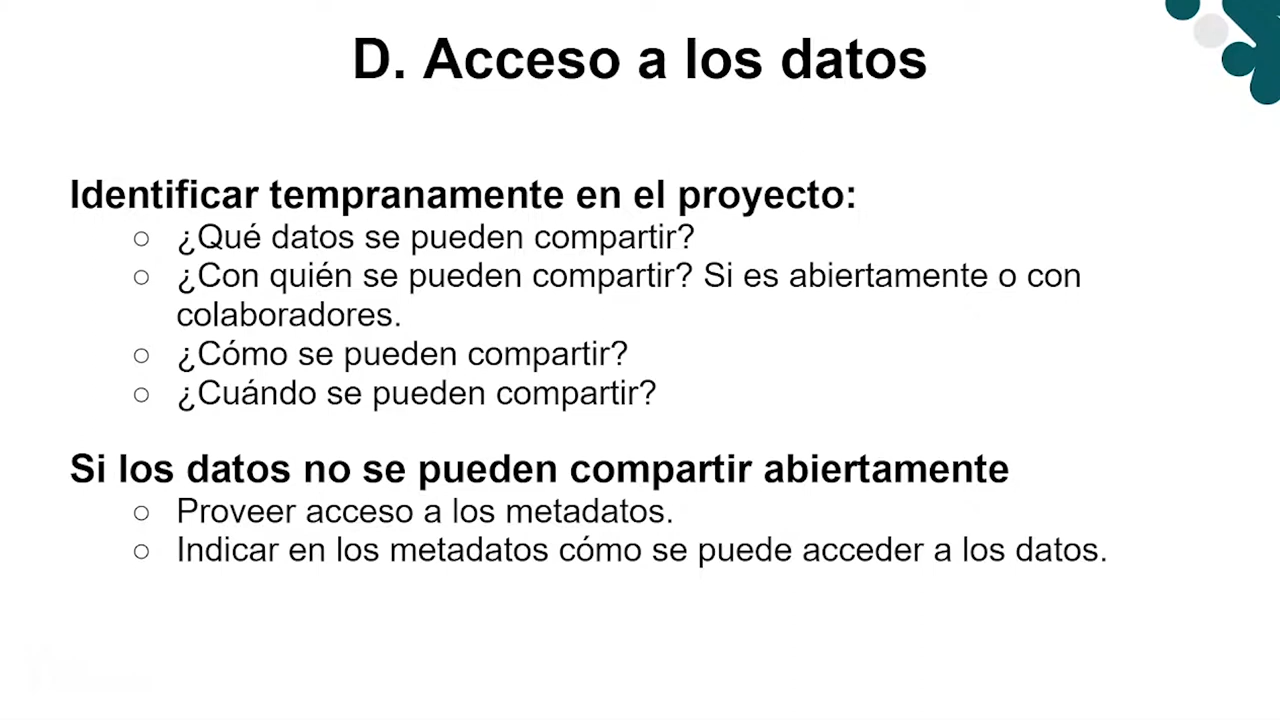 D. Acceso a los datos
Identificar tempranamente en el proyecto:
○ ¿Qué datos se pueden compartir?
○ ¿Con quién se pueden compartir? Si es abiertamente o con
colaboradores.
○ ¿Cómo se pueden compartir?
○ ¿Cuándo se pueden compartir?
Si los datos no se pueden compartir abiertamente
○ Proveer acceso a los metadatos.
○ Indicar en los metadatos cómo se puede acceder a los datos.